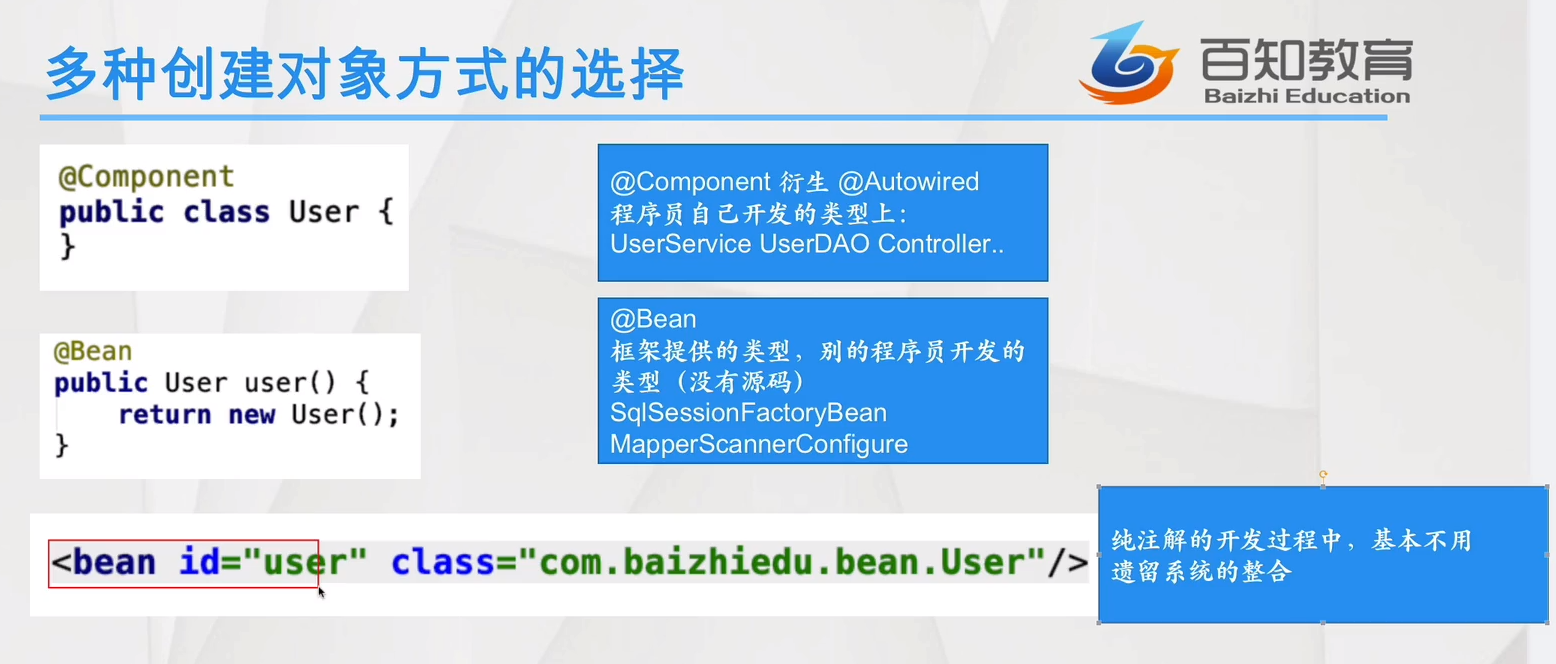 多种创建对象方式的选择
百知教育
Baizhi Education
@Component
public class User {
}
@Component 衍生 @Autowired
程序员自己开发的类型上：
UserService UserDAO Controller..
@Bean
public User user() {
return new User();
}
@Bean
框架提供的类型，别的程序员开发的
类型（没有源码）
SqlSessionFactoryBean
MapperScannerConfigure
<bean id="user" class="com.baizhiedu.bean.User"/>
纯注解的开发过程中，基本不用
遗留系统的整合